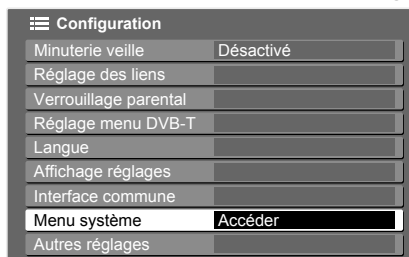 Configuration
Minuterie veille Désactivé
Réglage des liens
Verrouillage parental
Réglage menu DVB-T
Langue
Affichage réglages
Interface commune
Menu système Accéder
Autres réglages